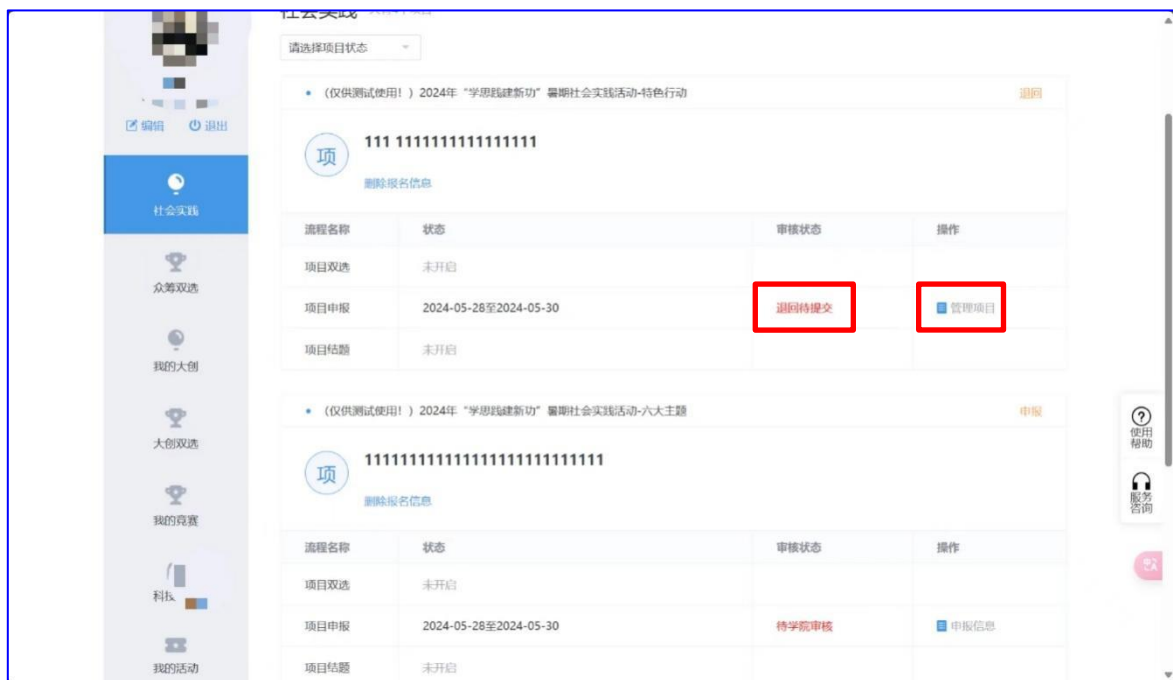 社会实践
请选择项目状态
编辑 退出
社会实践
众筹双选
我的大创
大创双选
我的竞赛
科技
我的活动
(仅供测试使用！) 2024年“学思践建新功”暑期社会实践活动-特色行动 退回
项 111 1111111111111111
删除报名信息
流程名称 状态 审核状态 操作
项目双选 未开启
项目申报 2024-05-28至2024-05-30 退回待提交 管理项目
项目结题 未开启
(仅供测试使用！) 2024年“学思践建新功”暑期社会实践活动-六大主题 申报
项 1111111111111111111111111111
删除报名信息
流程名称 状态 审核状态 操作
项目双选 未开启
项目申报 2024-05-28至2024-05-30 待学院审核 申报信息
项目结题 未开启
使用
帮助
服务
咨询